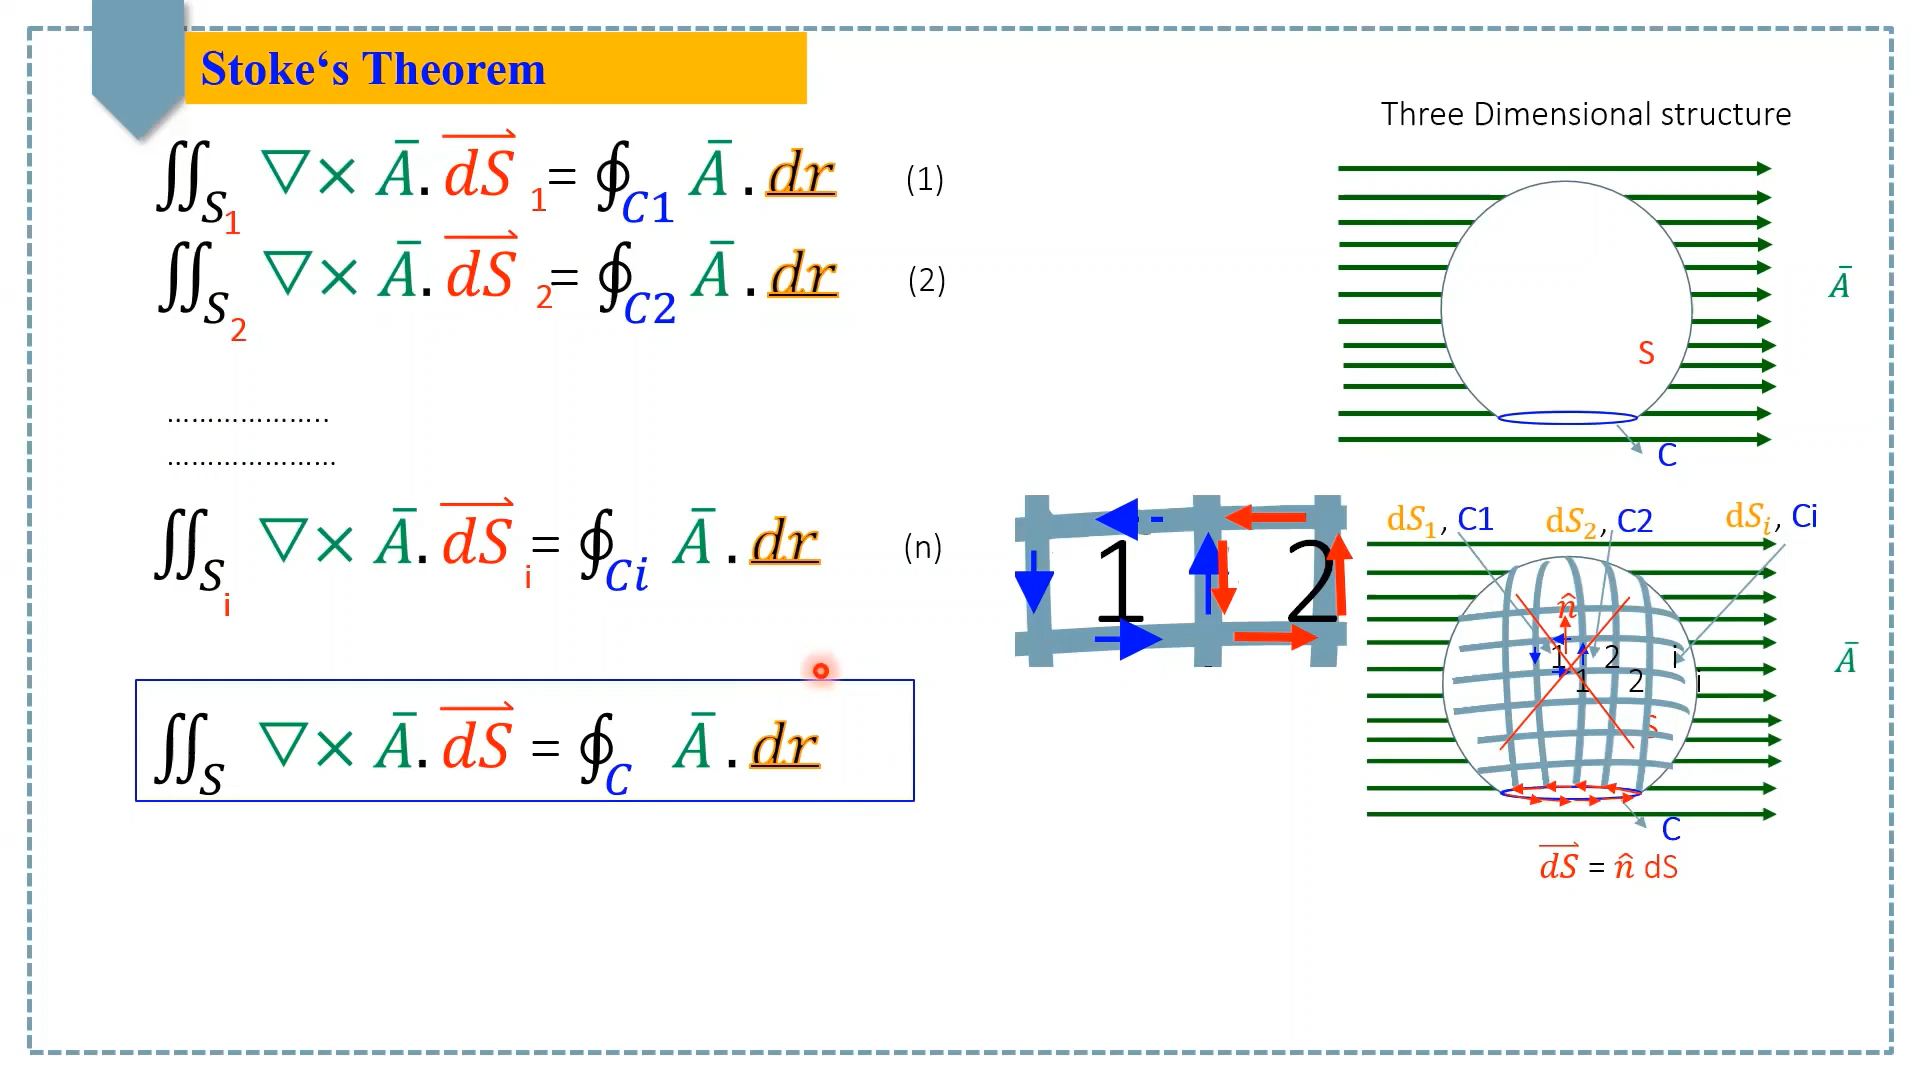 Stoke‘s Theorem
Three Dimensional structure
∬S₁ ∇× Ā. dS⃗ ₁= ∮C1 Ā . dr (1)
∬S₂ ∇× Ā. dS⃗ ₂= ∮C2 Ā . dr (2)
....................
.....................
∬Sᵢ ∇× Ā. dS⃗ ᵢ= ∮Ci Ā . dr (n)
∬S ∇× Ā. dS⃗ = ∮C Ā . dr
Ā
S
C
1 2
dS₁, C1 dS₂, C2 dSᵢ, Ci
n̂
1 2 i
1 2 i
Ā
S
C
dS⃗ = n̂ dS